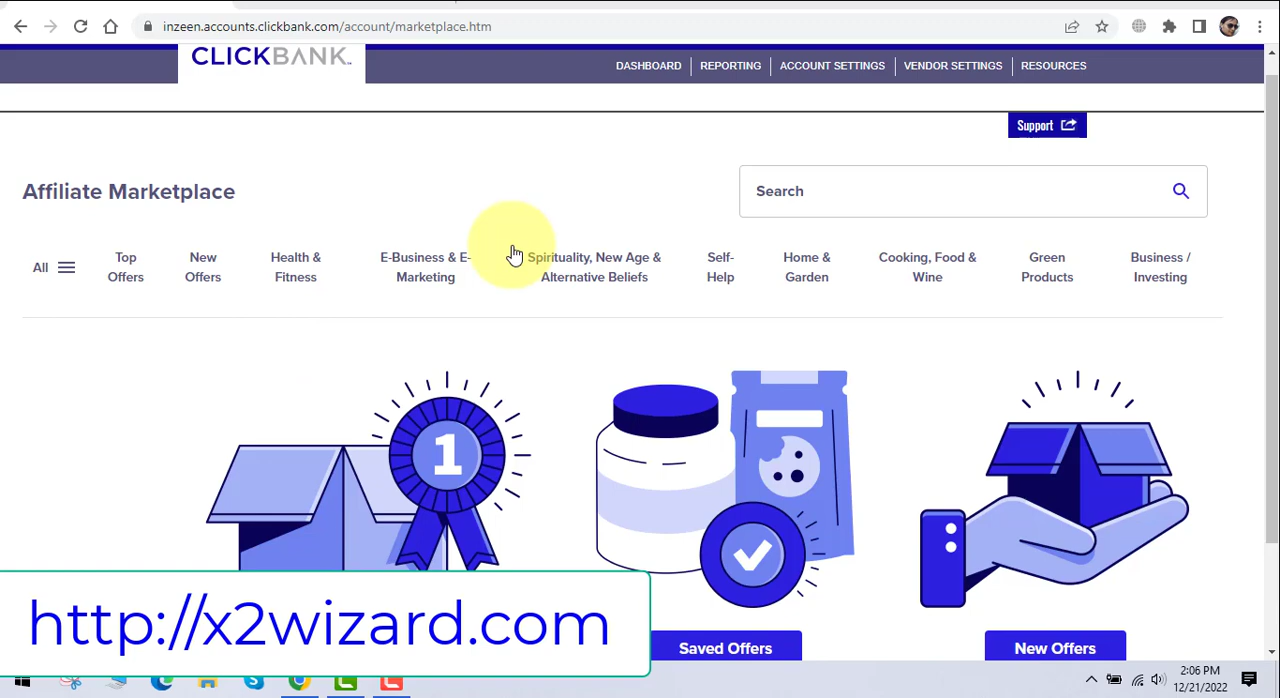 inzeen.accounts.clickbank.com/account/marketplace.htm
CLICKBANK
DASHBOARD
REPORTING
ACCOUNT SETTINGS
VENDOR SETTINGS
RESOURCES
Support
Affiliate Marketplace
Search
All
Top
Offers
New
Offers
Health &
Fitness
E-Business & E-
Marketing
Spirituality, New Age &
Alternative Beliefs
Self-
Help
Home &
Garden
Cooking, Food &
Wine
Green
Products
Business /
Investing
1
http://x2wizard.com
Saved Offers
New Offers
2:06 PM
12/21/2022